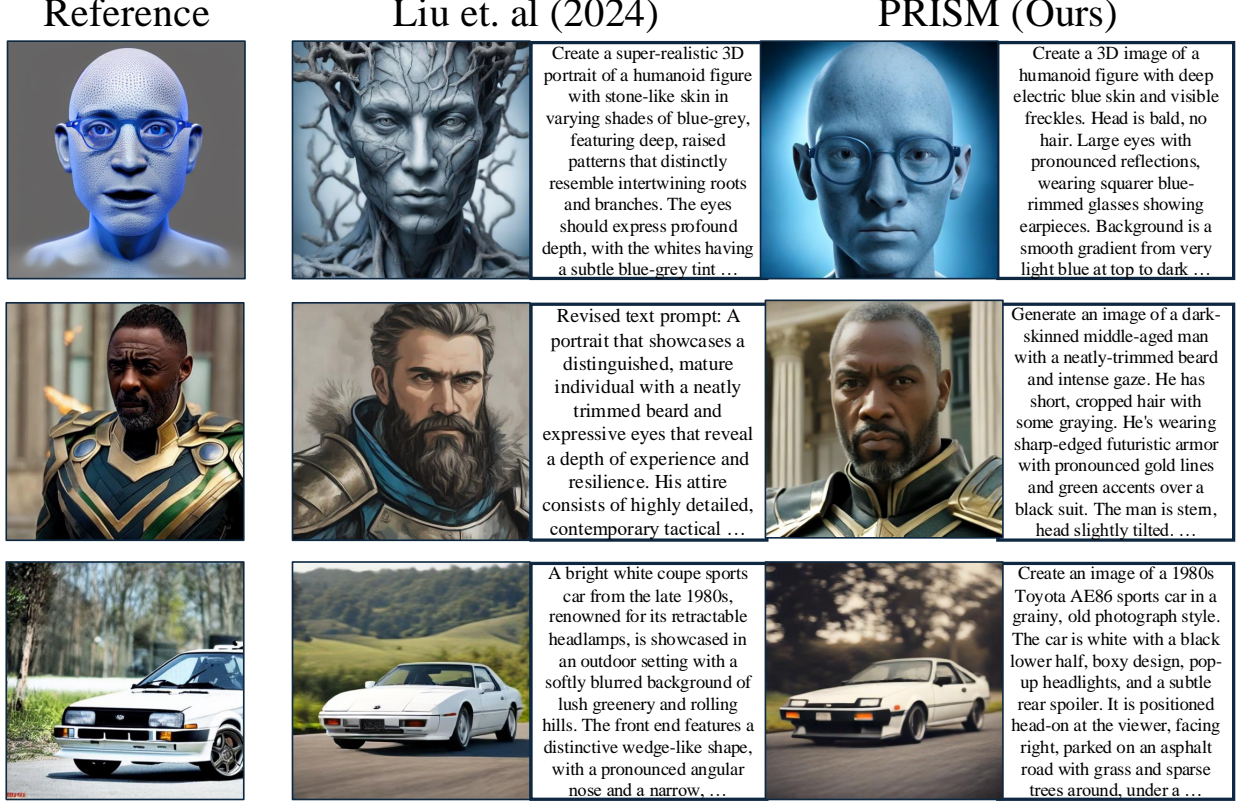 Reference
Liu et. al (2024)
PRISM (Ours)
Create a super-realistic 3D
portrait of a humanoid figure
with stone-like skin in
varying shades of blue-grey,
featuring deep, raised
patterns that distinctly
resemble intertwining roots
and branches. The eyes
should express profound
depth, with the whites having
a subtle blue-grey tint …
Create a 3D image of a
humanoid figure with deep
electric blue skin and visible
freckles. Head is bald, no
hair. Large eyes with
pronounced reflections,
wearing squarer blue-
rimmed glasses showing
earpieces. Background is a
smooth gradient from very
light blue at top to dark …
Revised text prompt: A
portrait that showcases a
distinguished, mature
individual with a neatly
trimmed beard and
expressive eyes that reveal
a depth of experience and
resilience. His attire
consists of highly detailed,
contemporary tactical …
Generate an image of a dark-
skinned middle-aged man
with a neatly-trimmed beard
and intense gaze. He has
short, cropped hair with
some graying. He's wearing
sharp-edged futuristic armor
with pronounced gold lines
and green accents over a
black suit. The man is stern,
head slightly tilted. …
A bright white coupe sports
car from the late 1980s,
renowned for its retractable
headlamps, is showcased in
an outdoor setting with a
softly blurred background of
lush greenery and rolling
hills. The front end features a
distinctive wedge-like shape,
with a pronounced angular
nose and a narrow, …
Create an image of a 1980s
Toyota AE86 sports car in a
grainy, old photograph style.
The car is white with a black
lower half, boxy design, pop-
up headlights, and a subtle
rear spoiler. It is positioned
head-on at the viewer, facing
right, parked on an asphalt
road with grass and sparse
trees around, under a …